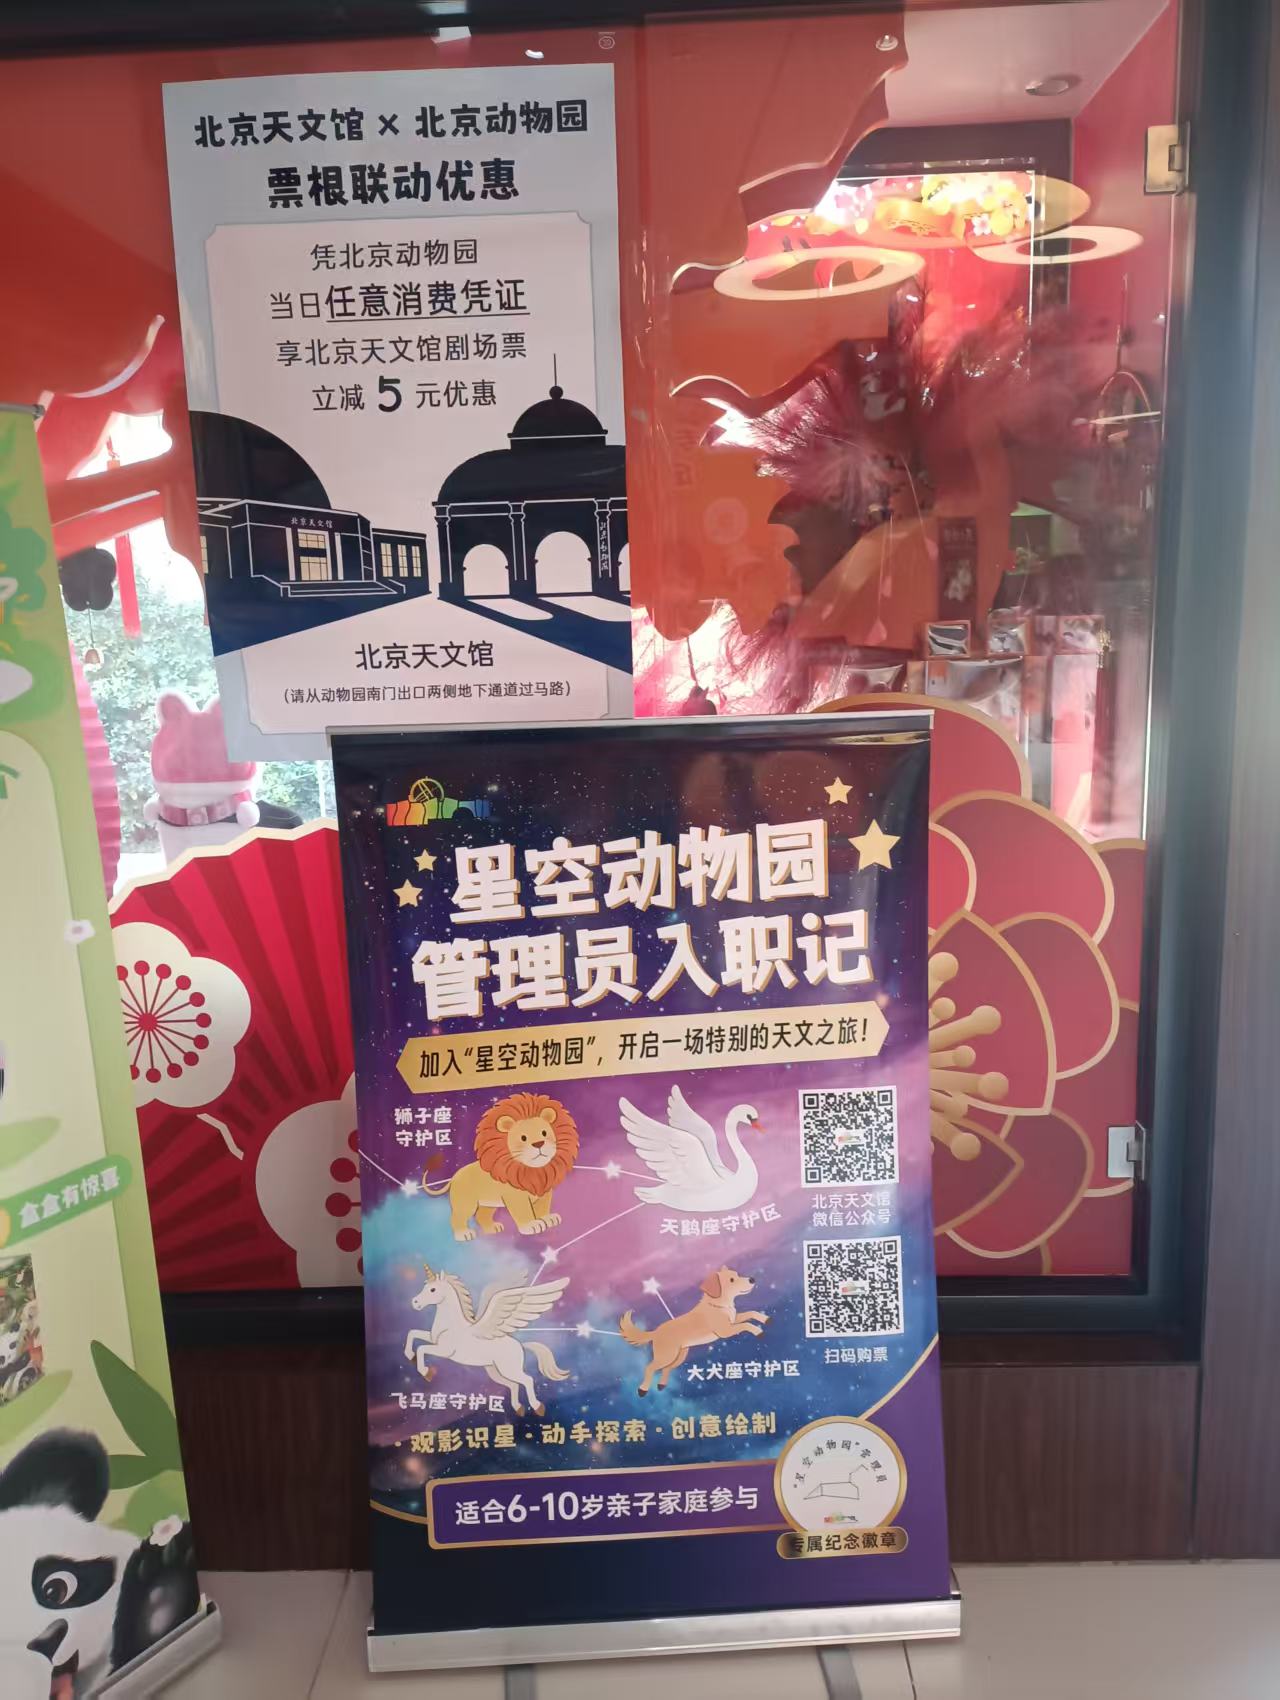 北京天文馆 × 北京动物园
票根联动优惠
凭北京动物园
当日任意消费凭证
享北京天文馆剧场票
立减 5 元优惠
北京天文馆
北京天文馆
（请从动物园南门出口两侧地下通道过马路）
星空动物园
管理员入职记
加入“星空动物园”，开启一场特别的天文之旅！
狮子座
守护区
天鹅座守护区
北京天文馆
微信公众号
飞马座守护区
大犬座守护区
扫码购票
·观影识星·动手探索·创意绘制
适合6-10岁亲子家庭参与
“星空动物园”管理员
专属纪念徽章
盒盒有惊喜